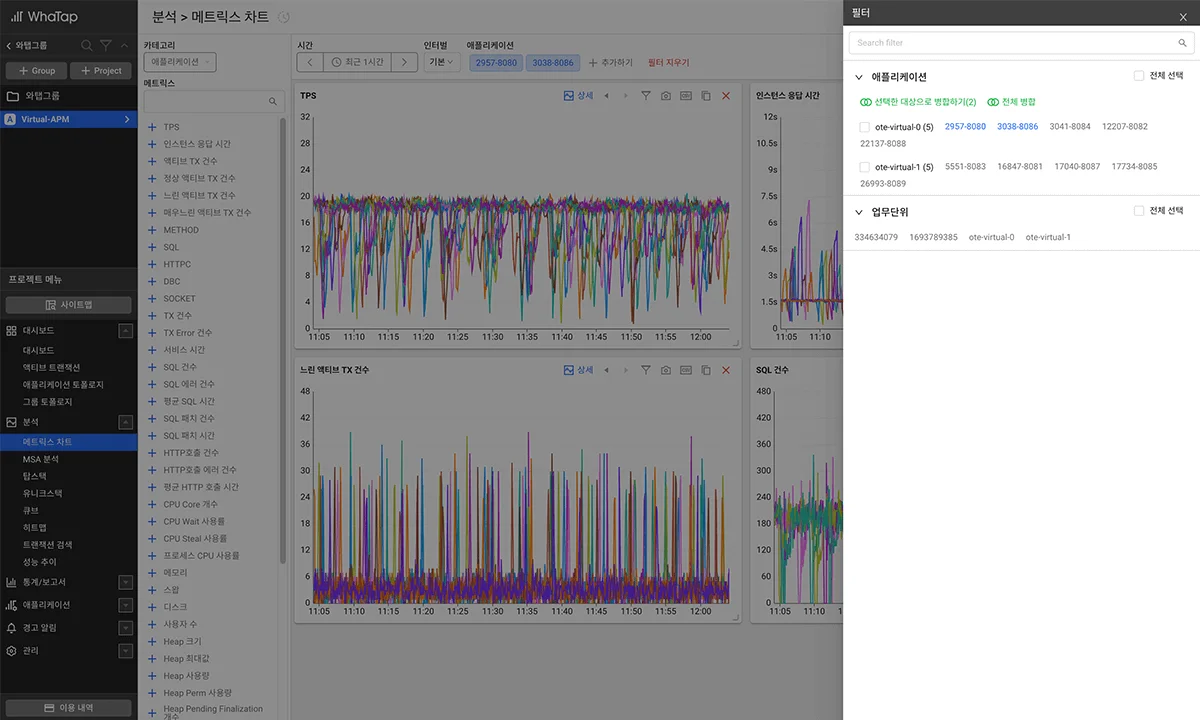 WhaTap
와탭그룹
Group
Project
와탭그룹
A Virtual-APM
프로젝트 메뉴
사이트맵
대시보드
대시보드
액티브 트랜잭션
애플리케이션 토폴로지
그룹 토폴로지
분석
메트릭스 차트
MSA 분석
탑스택
유니크스택
큐브
히트맵
트랜잭션 검색
성능 추이
통계/보고서
애플리케이션
경고 알림
관리
이용 내역
분석 > 메트릭스 차트
카테고리
애플리케이션
메트릭스
TPS
인스턴스 응답 시간
액티브 TX 건수
정상 액티브 TX 건수
느린 액티브 TX 건수
매우느린 액티브 TX 건수
METHOD
SQL
HTTPC
DBC
SOCKET
TX 건수
TX Error 건수
서비스 시간
SQL 건수
SQL 에러 건수
평균 SQL 시간
SQL 패치 건수
SQL 패치 시간
HTTP호출 건수
HTTP호출 에러 건수
평균 HTTP 호출 시간
CPU Core 개수
CPU Wait 사용률
CPU Steal 사용률
프로세스 CPU 사용률
메모리
스왑
디스크
사용자 수
Heap 크기
Heap 최대값
Heap 사용량
Heap Perm 사용량
Heap Pending Finalization
개수
시간 인터벌 애플리케이션
최근 1시간 기본 2957-8080 3038-8086 추가하기 필터 지우기
TPS 상세
32
28
24
20
16
12
8
4
0
11:05 11:10 11:15 11:20 11:25 11:30 11:35 11:40 11:45 11:50 11:55 12:00
인스턴스 응답 시간
12s
10.5s
9s
7.5s
6s
4.5s
3s
1.5s
0
11:05 11:10
느린 액티브 TX 건수 상세
48
42
36
30
24
18
12
6
0
11:05 11:10 11:15 11:20 11:25 11:30 11:35 11:40 11:45 11:50 11:55 12:00
SQL 건수
480
420
360
300
240
180
120
60
0
11:05 11:10
필터
Search filter
애플리케이션 전체 선택
선택한 대상으로 병합하기(2) 전체 병합
ote-virtual-0 (5) 2957-8080 3038-8086 3041-8084 12207-8082
22137-8088
ote-virtual-1 (5) 5551-8083 16847-8081 17040-8087 17734-8085
26993-8089
업무단위 전체 선택
334634079 1693789385 ote-virtual-0 ote-virtual-1